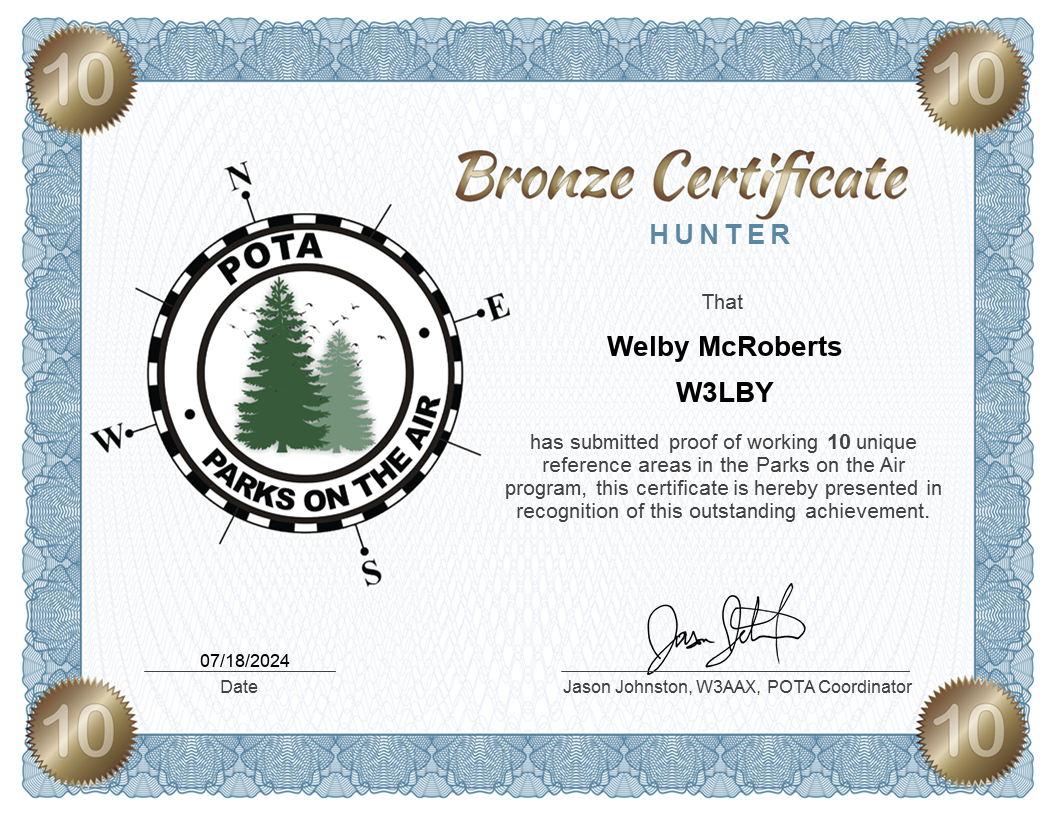 10
10
Bronze Certificate
HUNTER
N
E
W
S
POTA
PARKS ON THE AIR
That
Welby McRoberts
W3LBY
has submitted proof of working 10 unique
reference areas in the Parks on the Air
program, this certificate is hereby presented in
recognition of this outstanding achievement.
07/18/2024
Date
Jason Johnston, W3AAX, POTA Coordinator
10
10